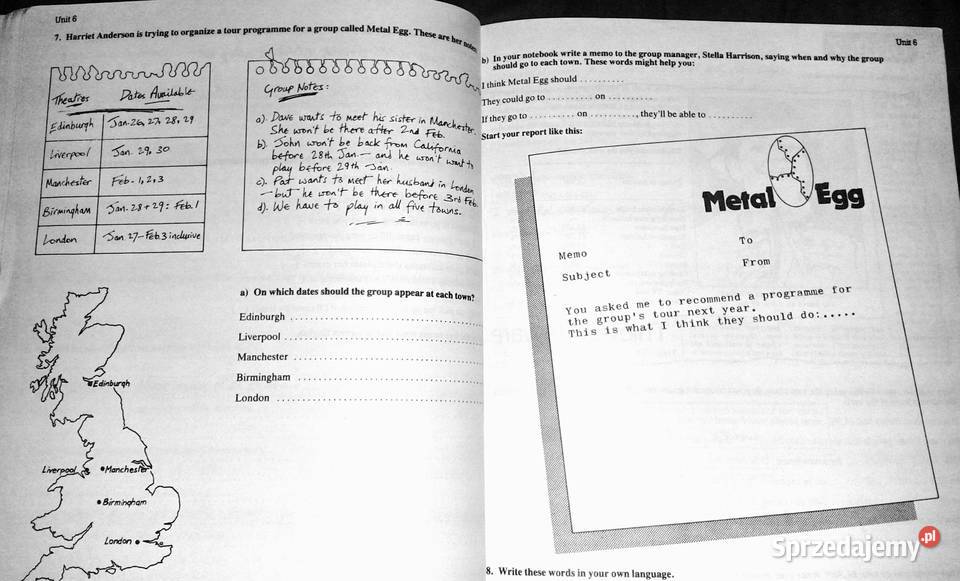 Unit 6
7. Harriet Anderson is trying to organize a tour programme for a group called Metal Egg. These are her notes
Theatres Dates Available
Edinburgh Jan-26, 27, 28, 29
Liverpool Jan. 29, 30
Manchester Feb-1, 2, 3
Birmingham Jan. 28 + 29: Feb. 1
London Jan. 27-Feb. 3 inclusive
Group Notes:
a). Dave wants to meet his sister in Manchester.
She won't be there after 2nd Feb.
b). John won't be back from California
before 28th Jan. — and he won't want to
play before 29th Jan.
c). Pat wants to meet her husband in London
- but he won't be there before 3rd Feb.
d). We have to play in all five towns.
a) On which dates should the group appear at each town?
Edinburgh ..........
Liverpool ..........
Manchester ..........
Birmingham ..........
London ..........
Edinburgh
Liverpool
Manchester
Birmingham
London
Unit 6
b) In your notebook write a memo to the group manager, Stella Harrison, saying when and why the group
should go to each town. These words might help you:
I think Metal Egg should ..........
They could go to .......... on ..........
If they go to .......... on .........., they'll be able to ..........
Start your report like this:
Metal Egg
Memo To
Subject From
You asked me to recommend a programme for
the group's tour next year.
This is what I think they should do:.....
8. Write these words in your own language.
Sprzedajemy.pl